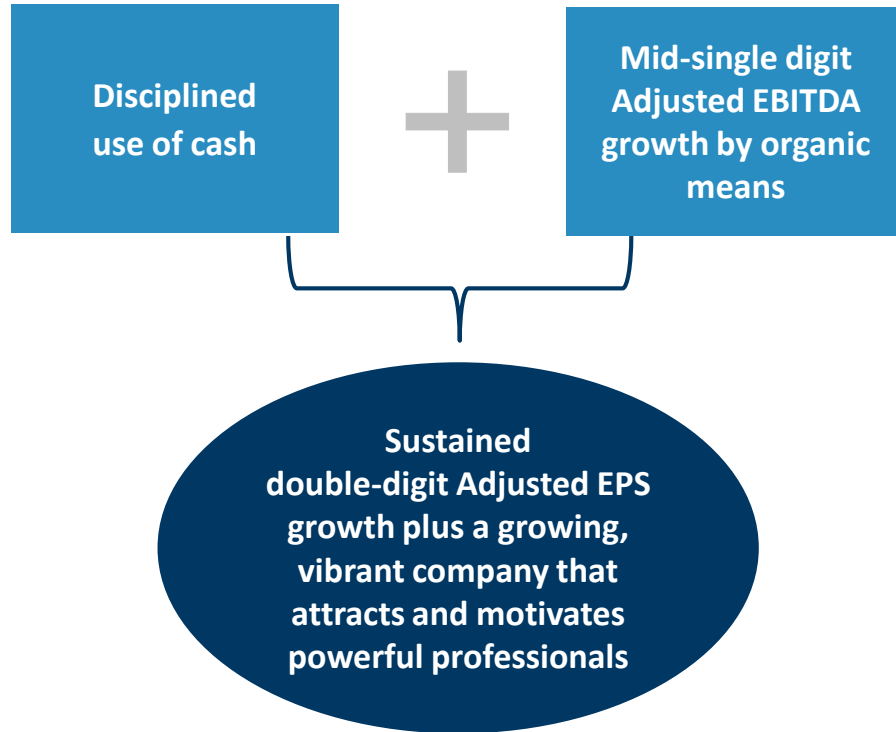 Disciplined
use of cash
Mid-single digit
Adjusted EBITDA
growth by organic
means
Sustained
double-digit Adjusted EPS
growth plus a growing,
vibrant company that
attracts and motivates
powerful professionals